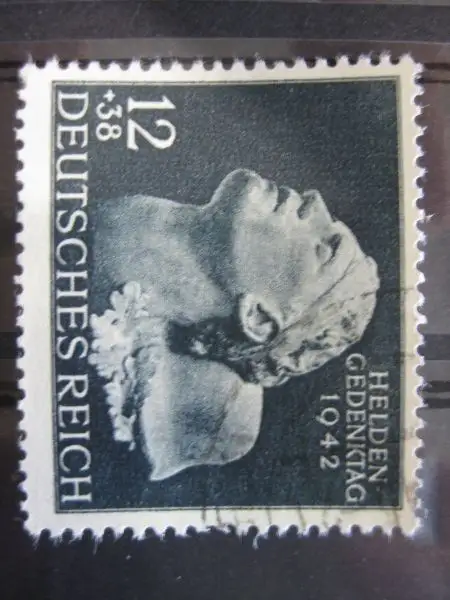 HELDEN-
GEDENKTAG
1942
12
+38
DEUTSCHES REICH